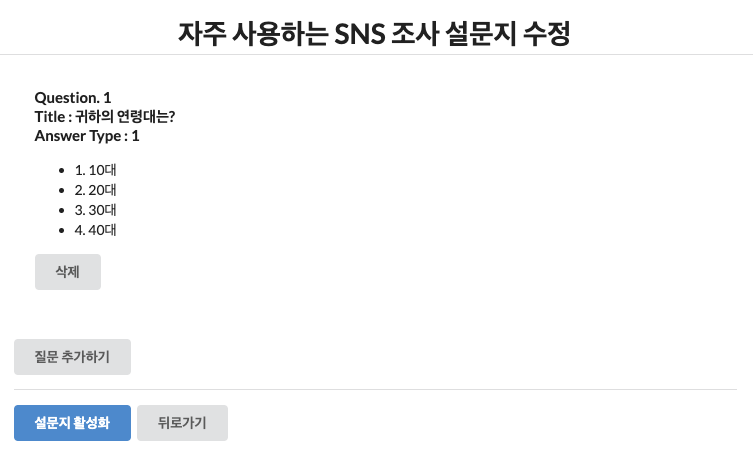 자주 사용하는 SNS 조사 설문지 수정
Question. 1
Title : 귀하의 연령대는?
Answer Type : 1
• 1. 10대
• 2. 20대
• 3. 30대
• 4. 40대
삭제
질문 추가하기
설문지 활성화 뒤로가기